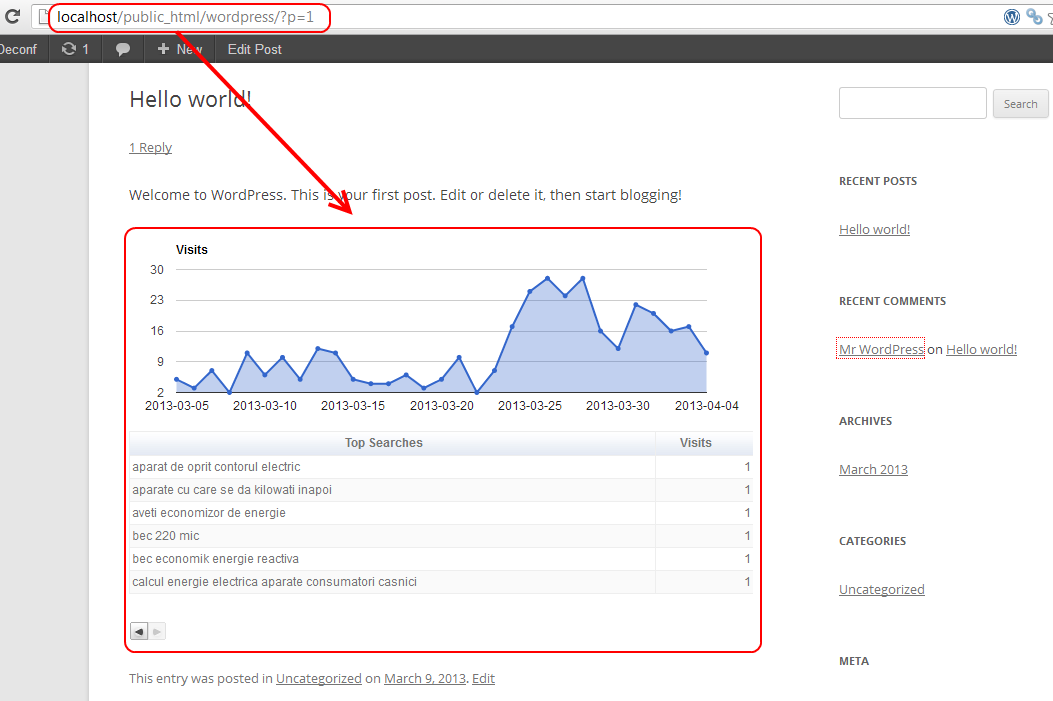 localhost/public_html/wordpress/?p=1
Deconf 1 New Edit Post
Hello world!
Search
1 Reply
Welcome to WordPress. This is your first post. Edit or delete it, then start blogging!
RECENT POSTS
Hello world!
Visits
30
23
16
9
2
2013-03-05 2013-03-10 2013-03-15 2013-03-20 2013-03-25 2013-03-30 2013-04-04
Top Searches Visits
aparat de oprit contorul electric 1
aparate cu care se da kilowati inapoi 1
aveti economizor de energie 1
bec 220 mic 1
bec economik energie reactiva 1
calcul energie electrica aparate consumatori casnici 1
RECENT COMMENTS
Mr WordPress on Hello world!
ARCHIVES
March 2013
CATEGORIES
Uncategorized
META
This entry was posted in Uncategorized on March 9, 2013. Edit